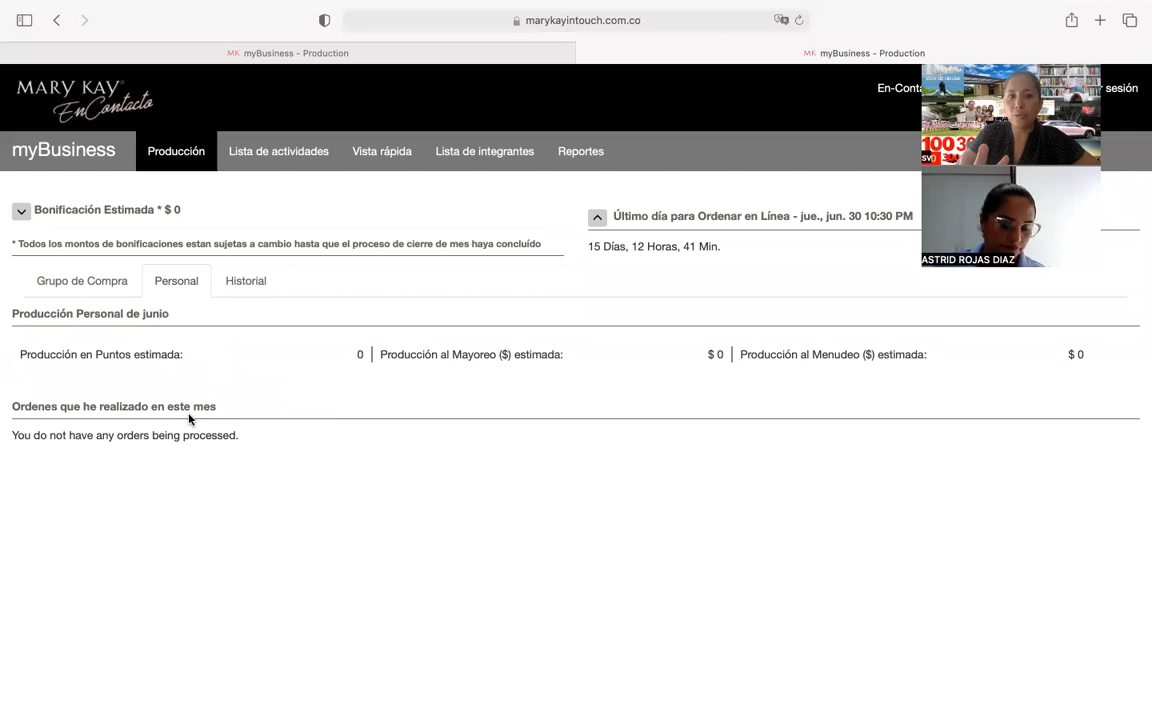 marykayintouch.com.co
MK myBusiness - Production
MK myBusiness - Production
MARY KAY
EnContacto
En-Conta
sesión
myBusiness
Producción
Lista de actividades
Vista rápida
Lista de integrantes
Reportes
100
ASTRID ROJAS DIAZ
Bonificación Estimada * $ 0
* Todos los montos de bonificaciones estan sujetas a cambio hasta que el proceso de cierre de mes haya concluído
Último día para Ordenar en Línea - jue., jun. 30 10:30 PM
15 Días, 12 Horas, 41 Min.
Grupo de Compra
Personal
Historial
Producción Personal de junio
Producción en Puntos estimada: 0
Producción al Mayoreo ($) estimada: $ 0
Producción al Menudeo ($) estimada: $ 0
Ordenes que he realizado en este mes
You do not have any orders being processed.